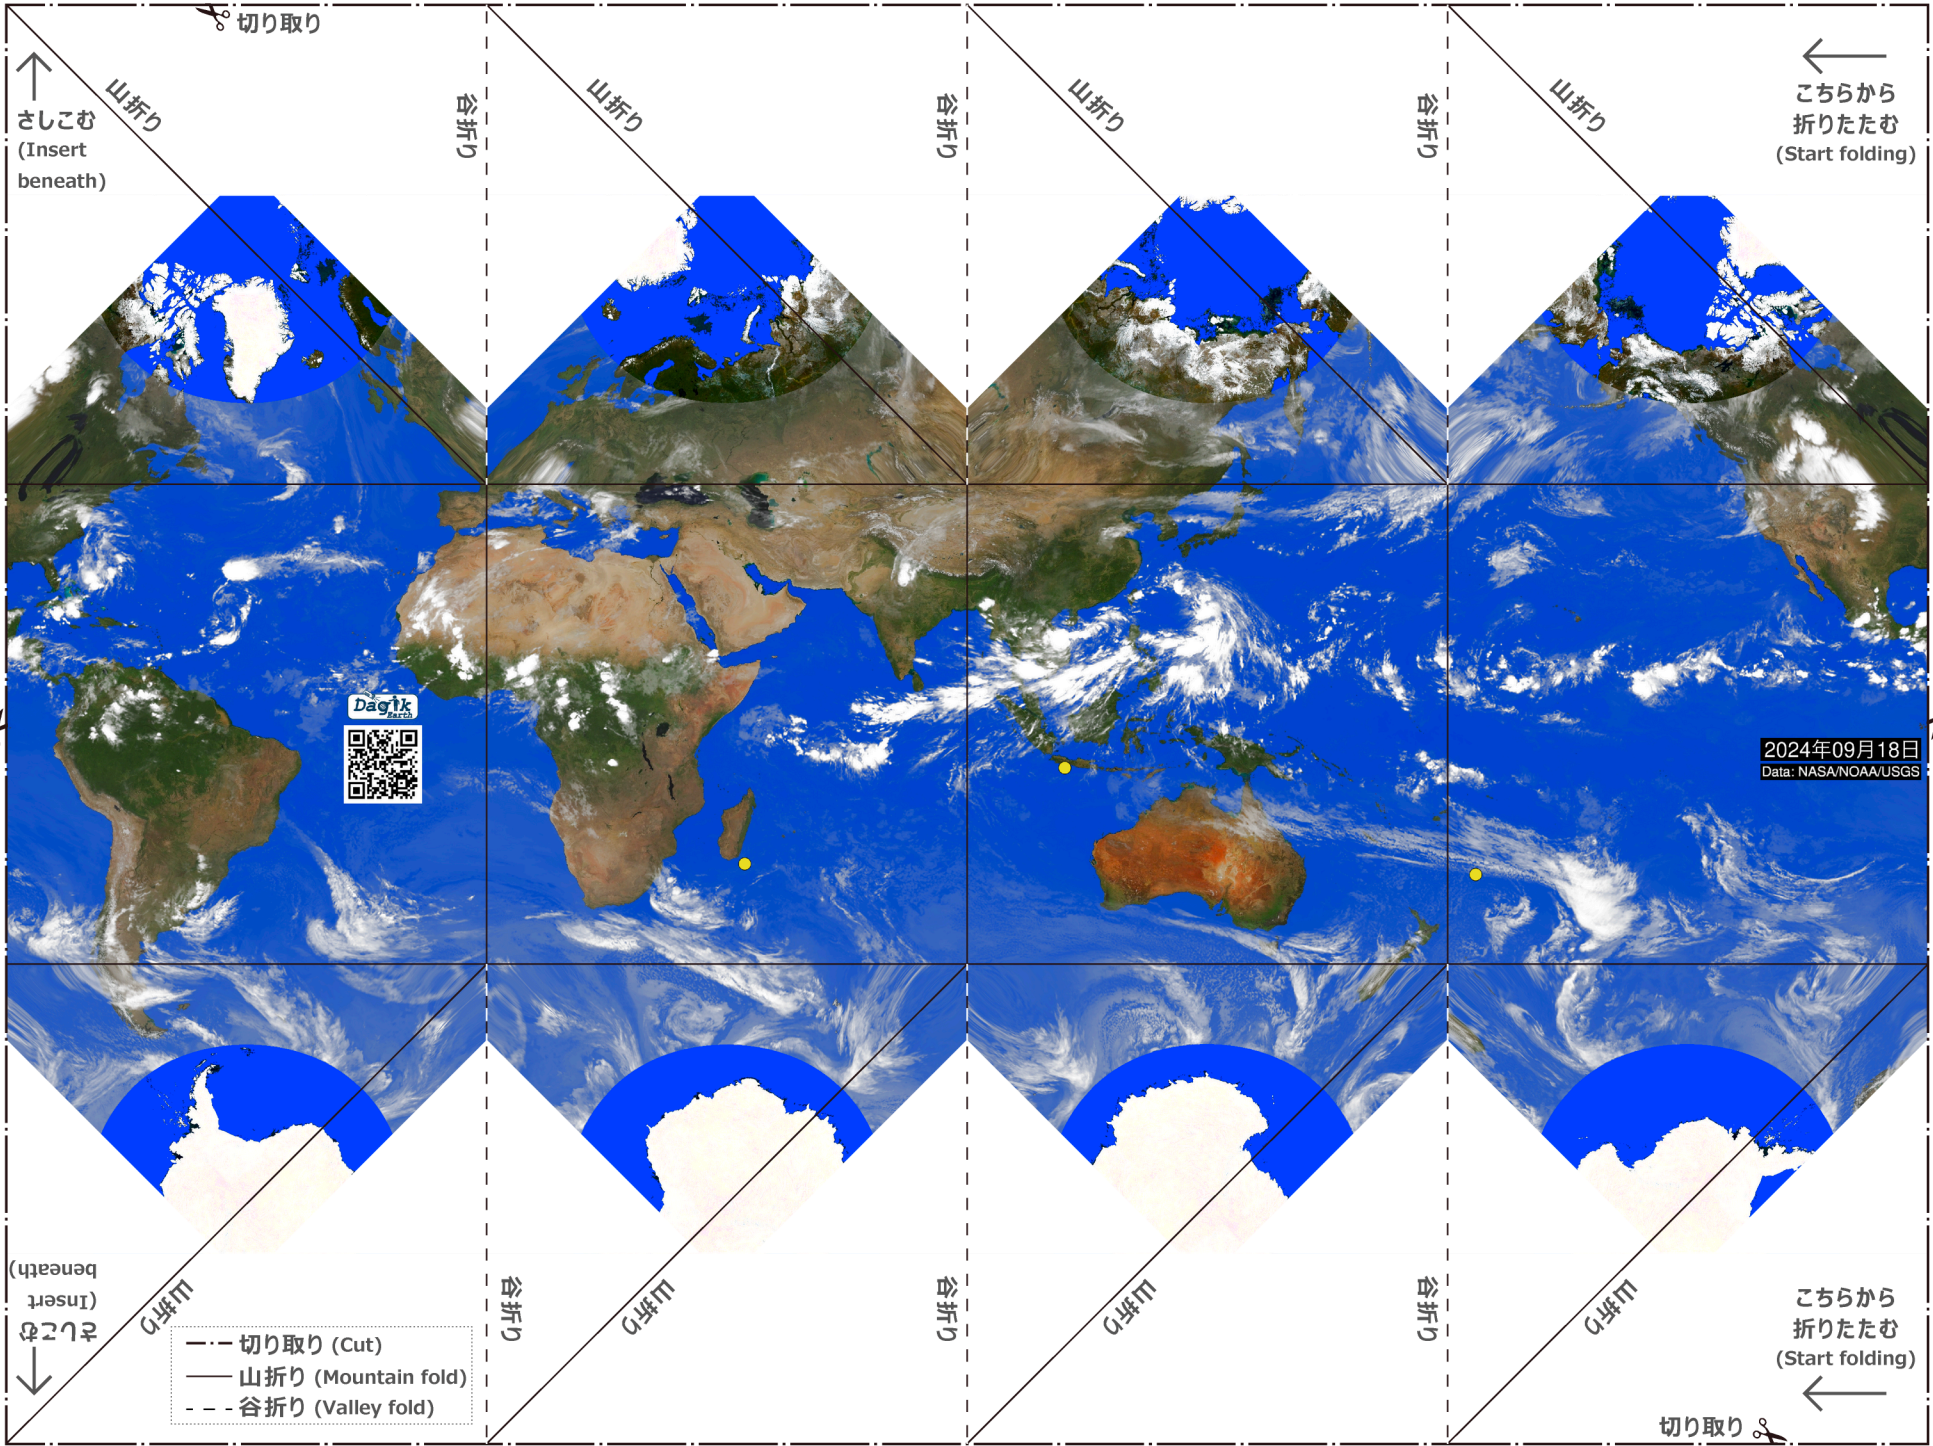 切り取り
山折り
谷折り
山折り
谷折り
山折り
谷折り
山折り
さしこむ
(Insert
beneath)
こちらから
折りたたむ
(Start folding)
Dagik
Earth
2024年09月18日
Data: NASA/NOAA/USGS
さしこむ
(Insert
beneath)
山折り
谷折り
山折り
谷折り
山折り
谷折り
山折り
こちらから
折りたたむ
(Start folding)
切り取り (Cut)
山折り (Mountain fold)
谷折り (Valley fold)
切り取り